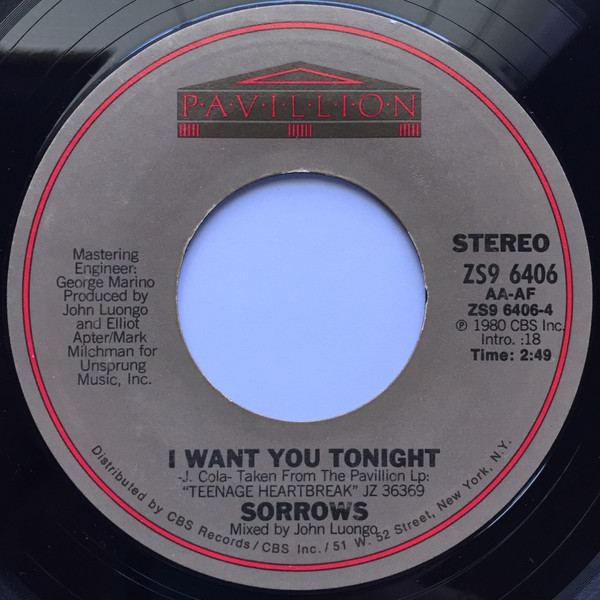 P·A·V·I·L·L·I·O·N
Mastering
Engineer:
George Marino
Produced by
John Luongo
and Elliot
Apter/Mark
Milchman for
Unsprung
Music, Inc.
STEREO
ZS9 6406
AA-AF
ZS9 6406-4
℗ 1980 CBS Inc.
Intro. :18
Time: 2:49
I WANT YOU TONIGHT
-J. Cola- Taken From The Pavillion Lp:
"TEENAGE HEARTBREAK" JZ 36369
SORROWS
Mixed by John Luongo
Distributed by CBS Records/CBS Inc./51 W. 52 Street, New York, N.Y.